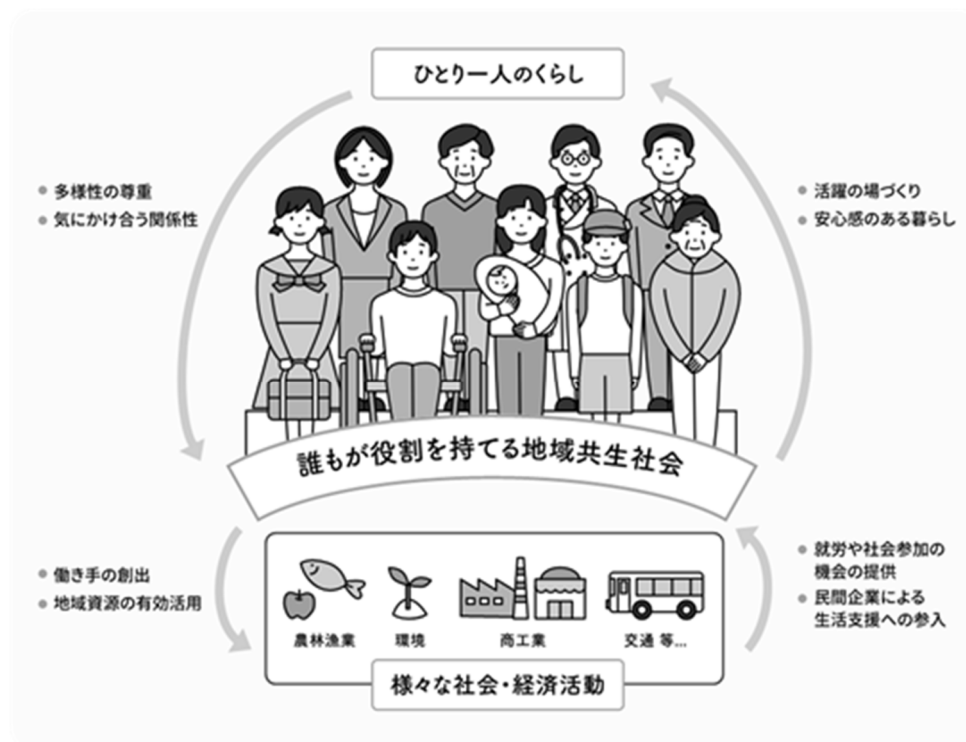 ひとり一人のくらし
多様性の尊重
気にかけ合う関係性
活躍の場づくり
安心感のある暮らし
誰もが役割を持てる地域共生社会
働き手の創出
地域資源の有効活用
就労や社会参加の
機会の提供
民間企業による
生活支援への参入
農林漁業
環境
商工業
交通 等...
様々な社会・経済活動